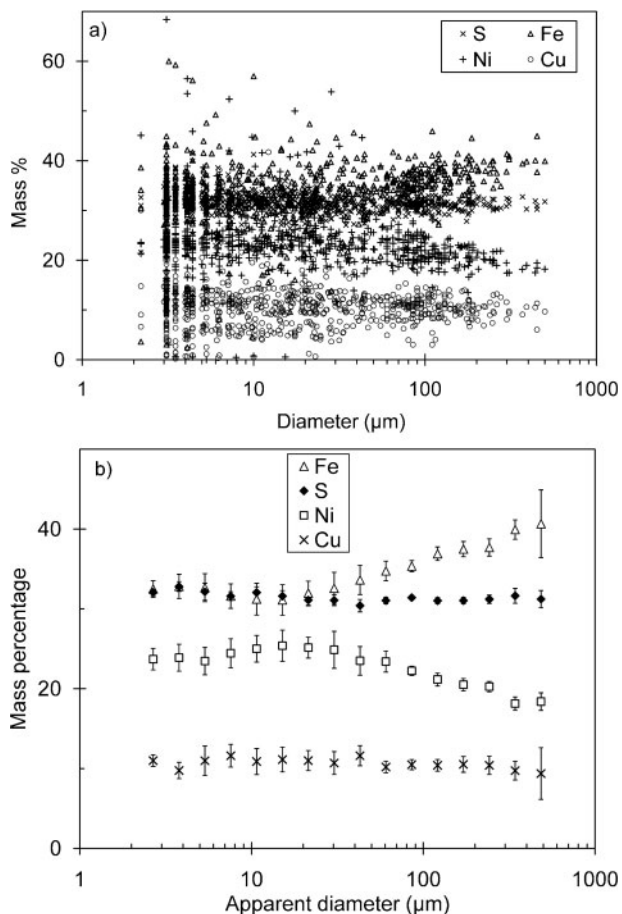 a)
× S △ Fe
+ Ni ○ Cu
60
40
20
0
Mass %
1 10 100 1000
Diameter (µm)
b)
△ Fe
◆ S
□ Ni
× Cu
40
20
0
Mass percentage
1 10 100 1000
Apparent diameter (µm)